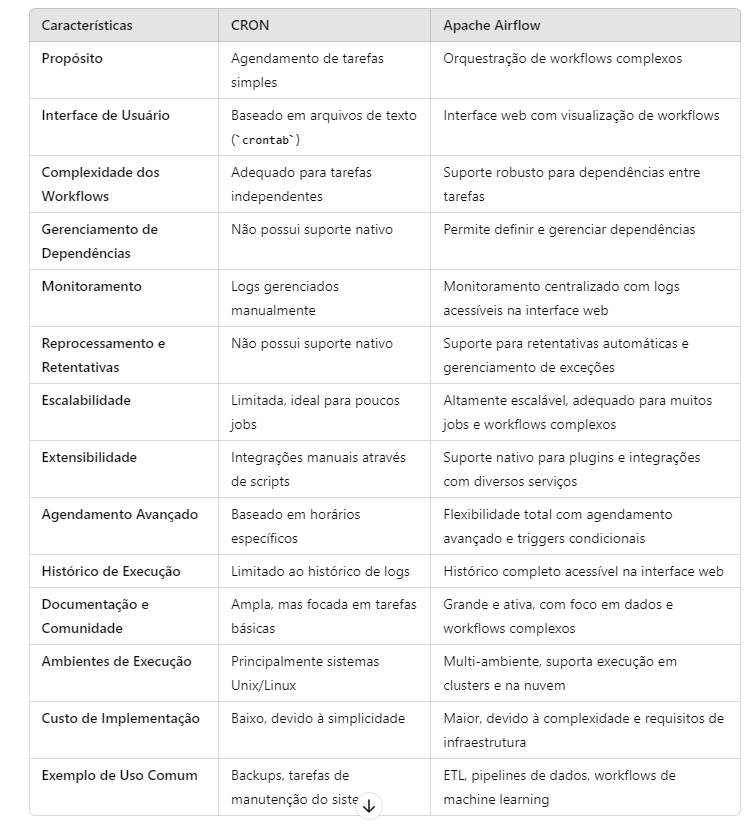 Características CRON Apache Airflow
Propósito Agendamento de tarefas Orquestração de workflows complexos
simples
Interface de Usuário Baseado em arquivos de texto Interface web com visualização de workflows
(`crontab`)
Complexidade dos Adequado para tarefas Suporte robusto para dependências entre
Workflows independentes tarefas
Gerenciamento de Não possui suporte nativo Permite definir e gerenciar dependências
Dependências
Monitoramento Logs gerenciados Monitoramento centralizado com logs
manualmente acessíveis na interface web
Reprocessamento e Não possui suporte nativo Suporte para retentativas automáticas e
Retentativas gerenciamento de exceções
Escalabilidade Limitada, ideal para poucos Altamente escalável, adequado para muitos
jobs jobs e workflows complexos
Extensibilidade Integrações manuais através Suporte nativo para plugins e integrações
de scripts com diversos serviços
Agendamento Avançado Baseado em horários Flexibilidade total com agendamento
específicos avançado e triggers condicionais
Histórico de Execução Limitado ao histórico de logs Histórico completo acessível na interface web
Documentação e Ampla, mas focada em tarefas Grande e ativa, com foco em dados e
Comunidade básicas workflows complexos
Ambientes de Execução Principalmente sistemas Multi-ambiente, suporta execução em
Unix/Linux clusters e na nuvem
Custo de Implementação Baixo, devido à simplicidade Maior, devido à complexidade e requisitos de
infraestrutura
Exemplo de Uso Comum Backups, tarefas de ETL, pipelines de dados, workflows de
manutenção do machine learning